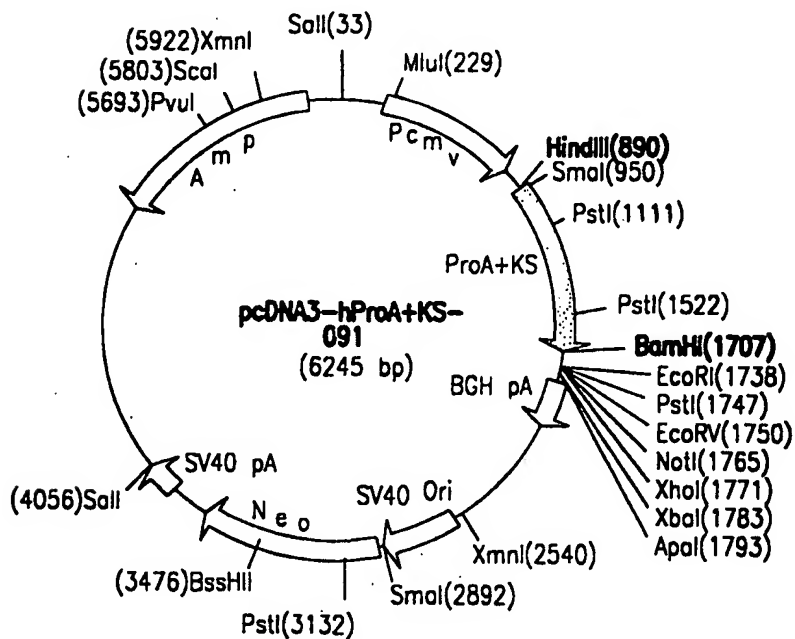 (5922)XmnI
(5803)ScaI
(5693)PvuI
SalI(33)
MluI(229)
Amp
Pcmv
HindIII(890)
SmaI(950)
PstI(1111)
ProA+KS
PstI(1522)
pcDNA3-hProA+KS-
091
(6245 bp)
BamHI(1707)
EcoRI(1738)
PstI(1747)
EcoRV(1750)
NotI(1765)
XhoI(1771)
XbaI(1783)
ApaI(1793)
BGH pA
SV40 pA
(4056)SalI
Neo
SV40 Ori
XmnI(2540)
(3476)BssHII
SmaI(2892)
PstI(3132)